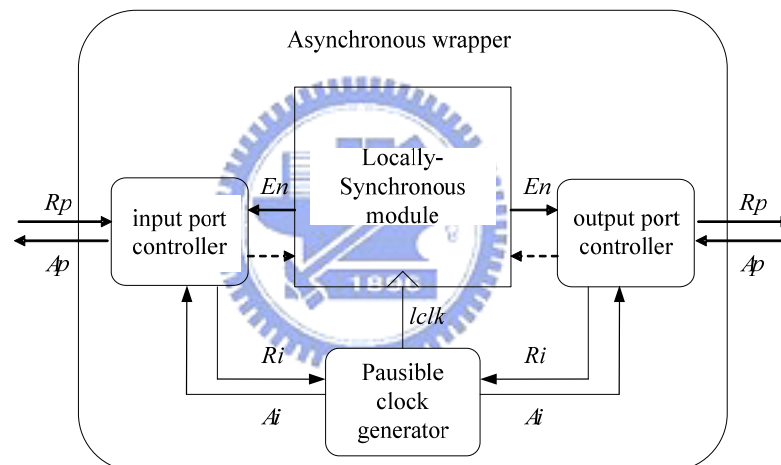 Asynchronous wrapper
Locally-
Synchronous
module
En
En
Rp
Ap
input port
controller
output port
controller
Rp
Ap
lclk
Ri
Ri
Pausible
clock
generator
Ai
Ai